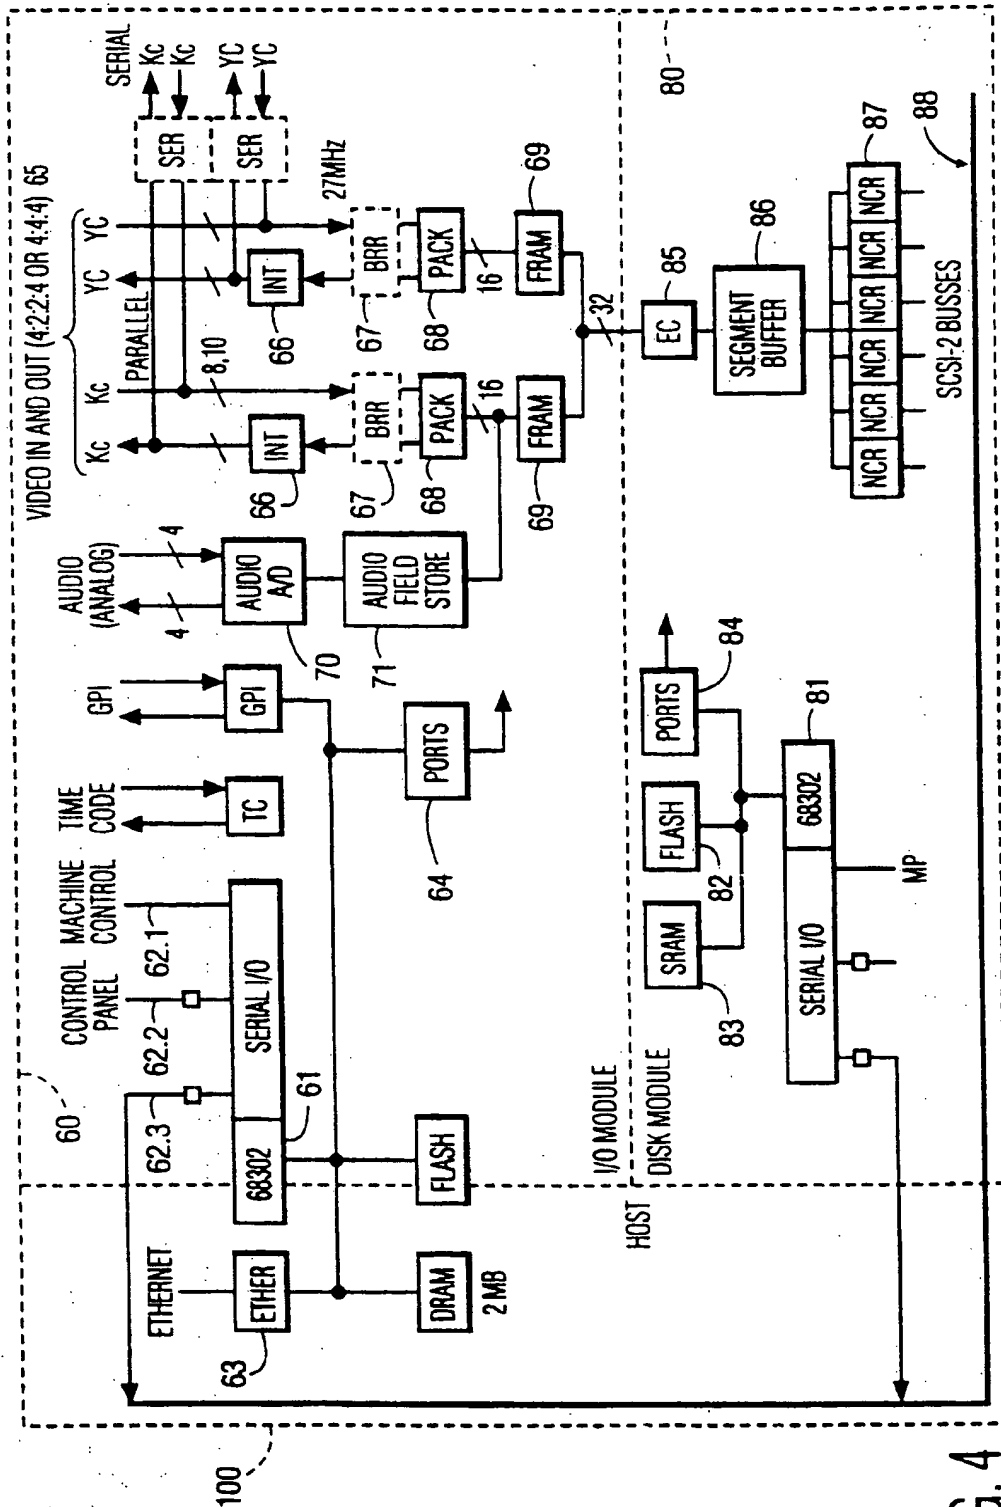 VIDEO IN AND OUT (4:2:2:4 OR 4:4:4) 65
SERIAL
Kc
Kc
YC
YC
SER
SER
Kc
Kc
YC
YC
PARALLEL
8,10
27MHz
INT
66
INT
66
BRR
67
BRR
67
PACK
68
PACK
68
16
16
FRAM
69
FRAM
69
32
AUDIO
(ANALOG)
4
4
AUDIO
A/D
70
AUDIO
FIELD
STORE
71
GPI
GPI
TIME
CODE
TC
MACHINE
CONTROL
62.1
CONTROL
PANEL
62.2
62.3
SERIAL I/O
68302
61
60
PORTS
64
FLASH
ETHERNET
ETHER
63
DRAM
2 MB
100
HOST
I/O MODULE
DISK MODULE
80
EC
85
SEGMENT
BUFFER
86
NCR
NCR
NCR
NCR
NCR
NCR
87
SCSI-2 BUSSES
88
SRAM
83
FLASH
82
PORTS
84
SERIAL I/O
68302
81
MP
G. 4